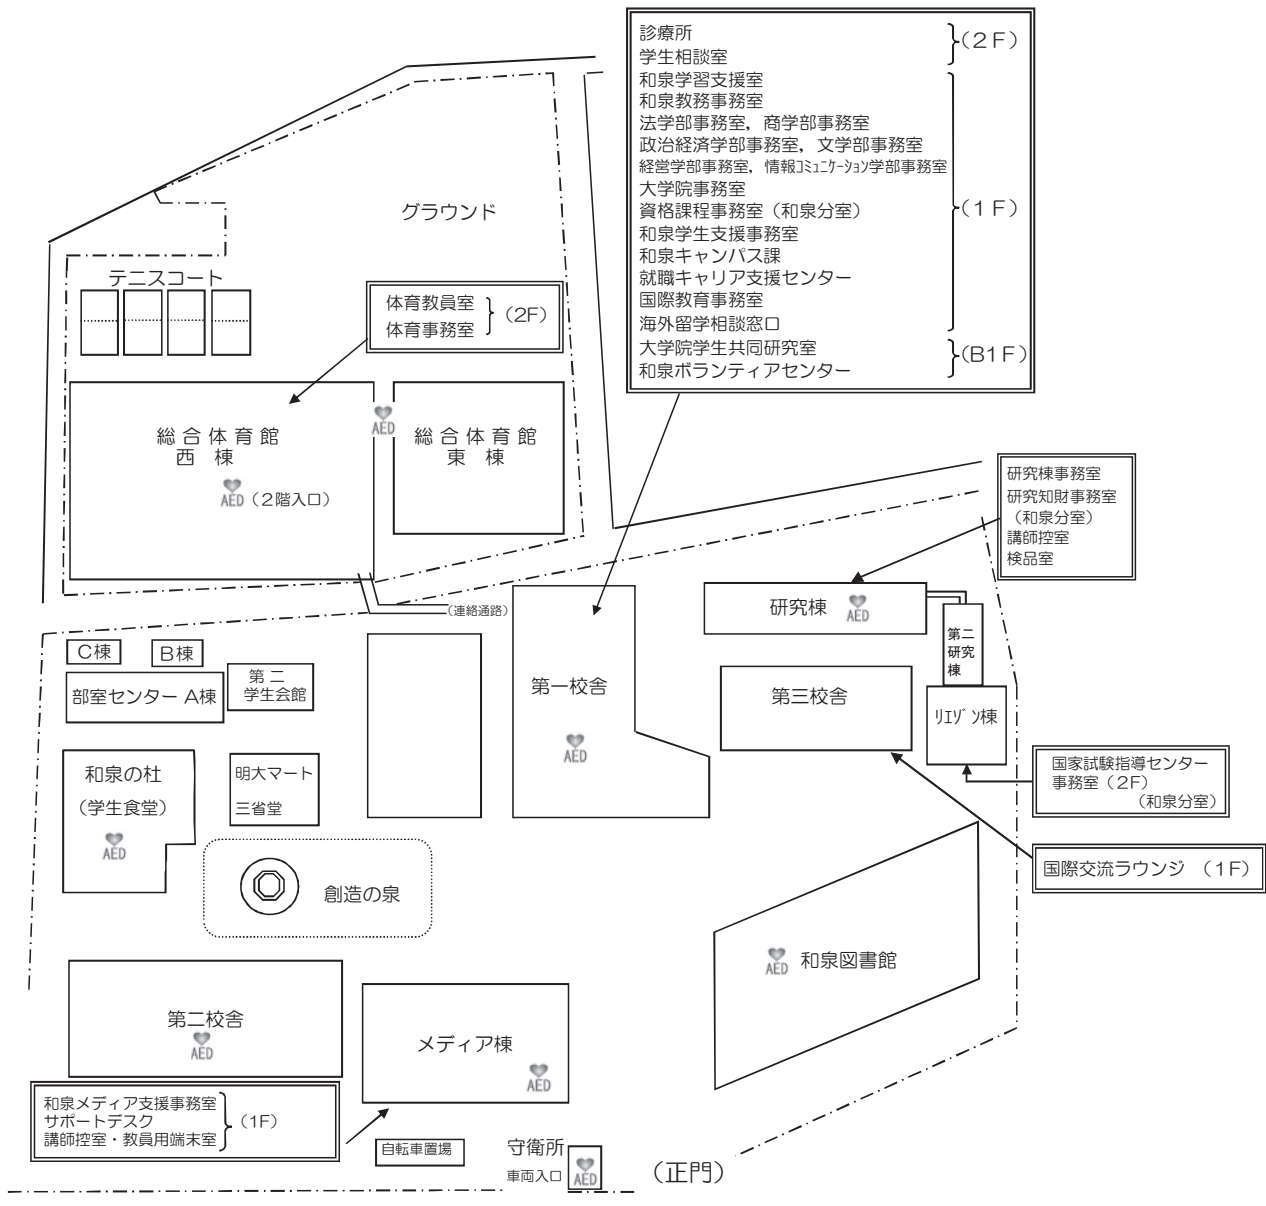 診療所
学生相談室
(2F)
和泉学習支援室
和泉教務事務室
法学部事務室，商学部事務室
政治経済学部事務室，文学部事務室
経営学部事務室，情報ｺﾐｭﾆｹｰｼｮﾝ学部事務室
大学院事務室
資格課程事務室（和泉分室）
和泉学生支援事務室
和泉キャンパス課
就職キャリア支援センター
国際教育事務室
海外留学相談窓口
(1F)
大学院学生共同研究室
和泉ボランティアセンター
(B1F)
グラウンド
テニスコート
体育教員室
体育事務室
(2F)
総合体育館
西　棟
AED（2階入口）
AED
総合体育館
東　棟
研究棟事務室
研究知財事務室
（和泉分室）
講師控室
検品室
（連絡通路）
研究棟
AED
第二
研究
棟
C棟
B棟
部室センター A棟
第二
学生会館
第一校舎
AED
第三校舎
ﾘｴｿﾞﾝ棟
国家試験指導センター
事務室（2F）
（和泉分室）
和泉の杜
（学生食堂）
AED
明大マート
三省堂
国際交流ラウンジ　（1F）
創造の泉
AED
和泉図書館
第二校舎
AED
メディア棟
AED
和泉メディア支援事務室
サポートデスク
講師控室・教員用端末室
(1F)
自転車置場
守衛所
車両入口
AED
（正門）